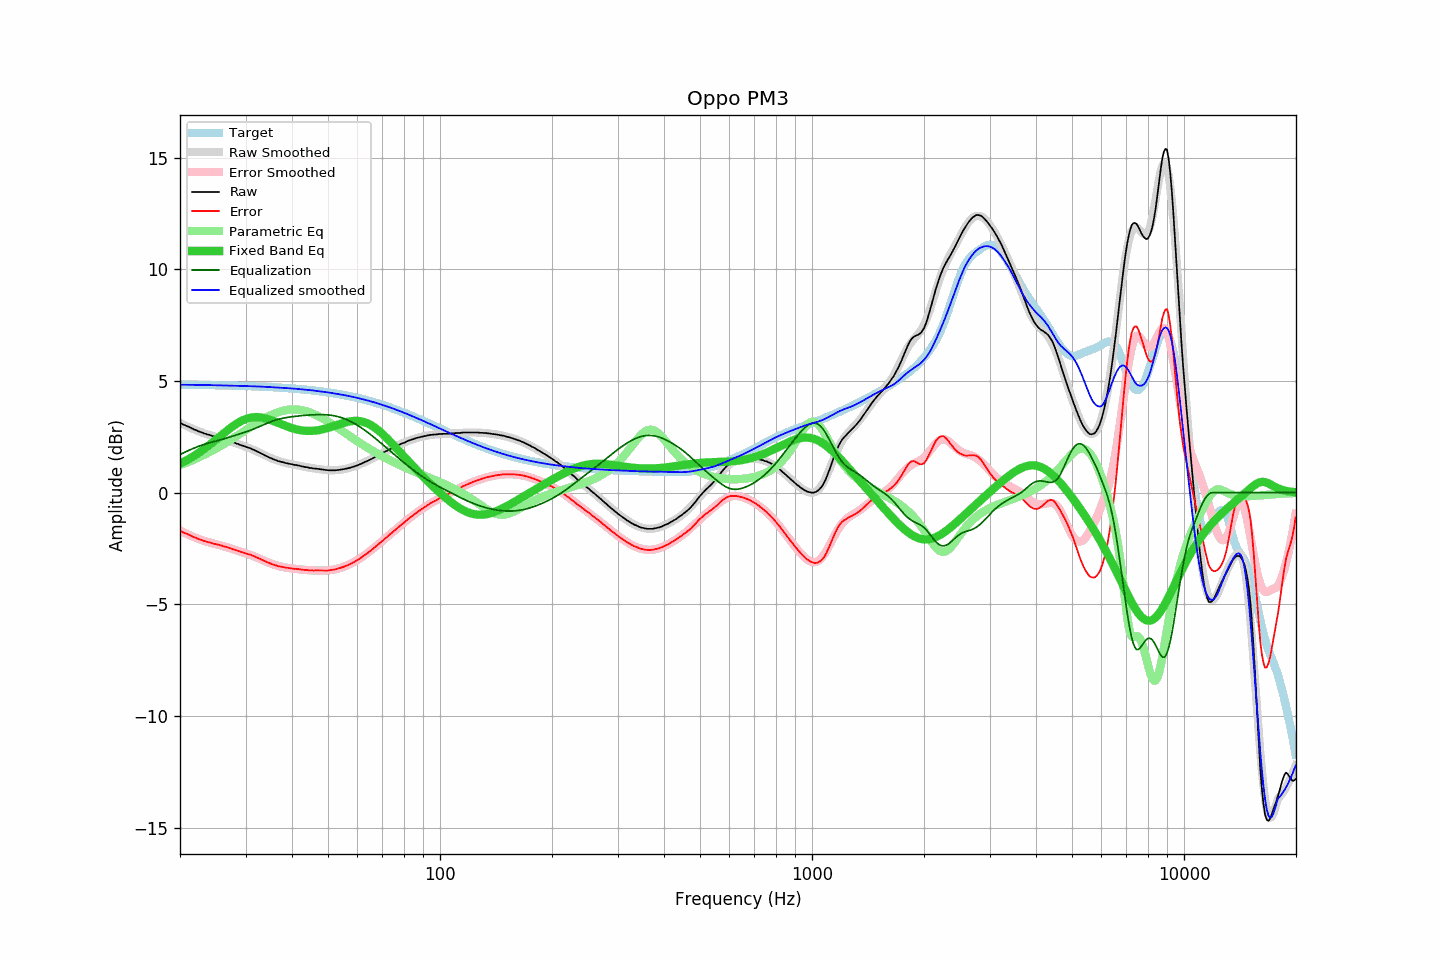 Oppo PM3
Target
Raw Smoothed
Error Smoothed
Raw
Error
Parametric Eq
Fixed Band Eq
Equalization
Equalized smoothed
15
10
5
0
−5
−10
−15
Amplitude (dBr)
100
1000
10000
Frequency (Hz)